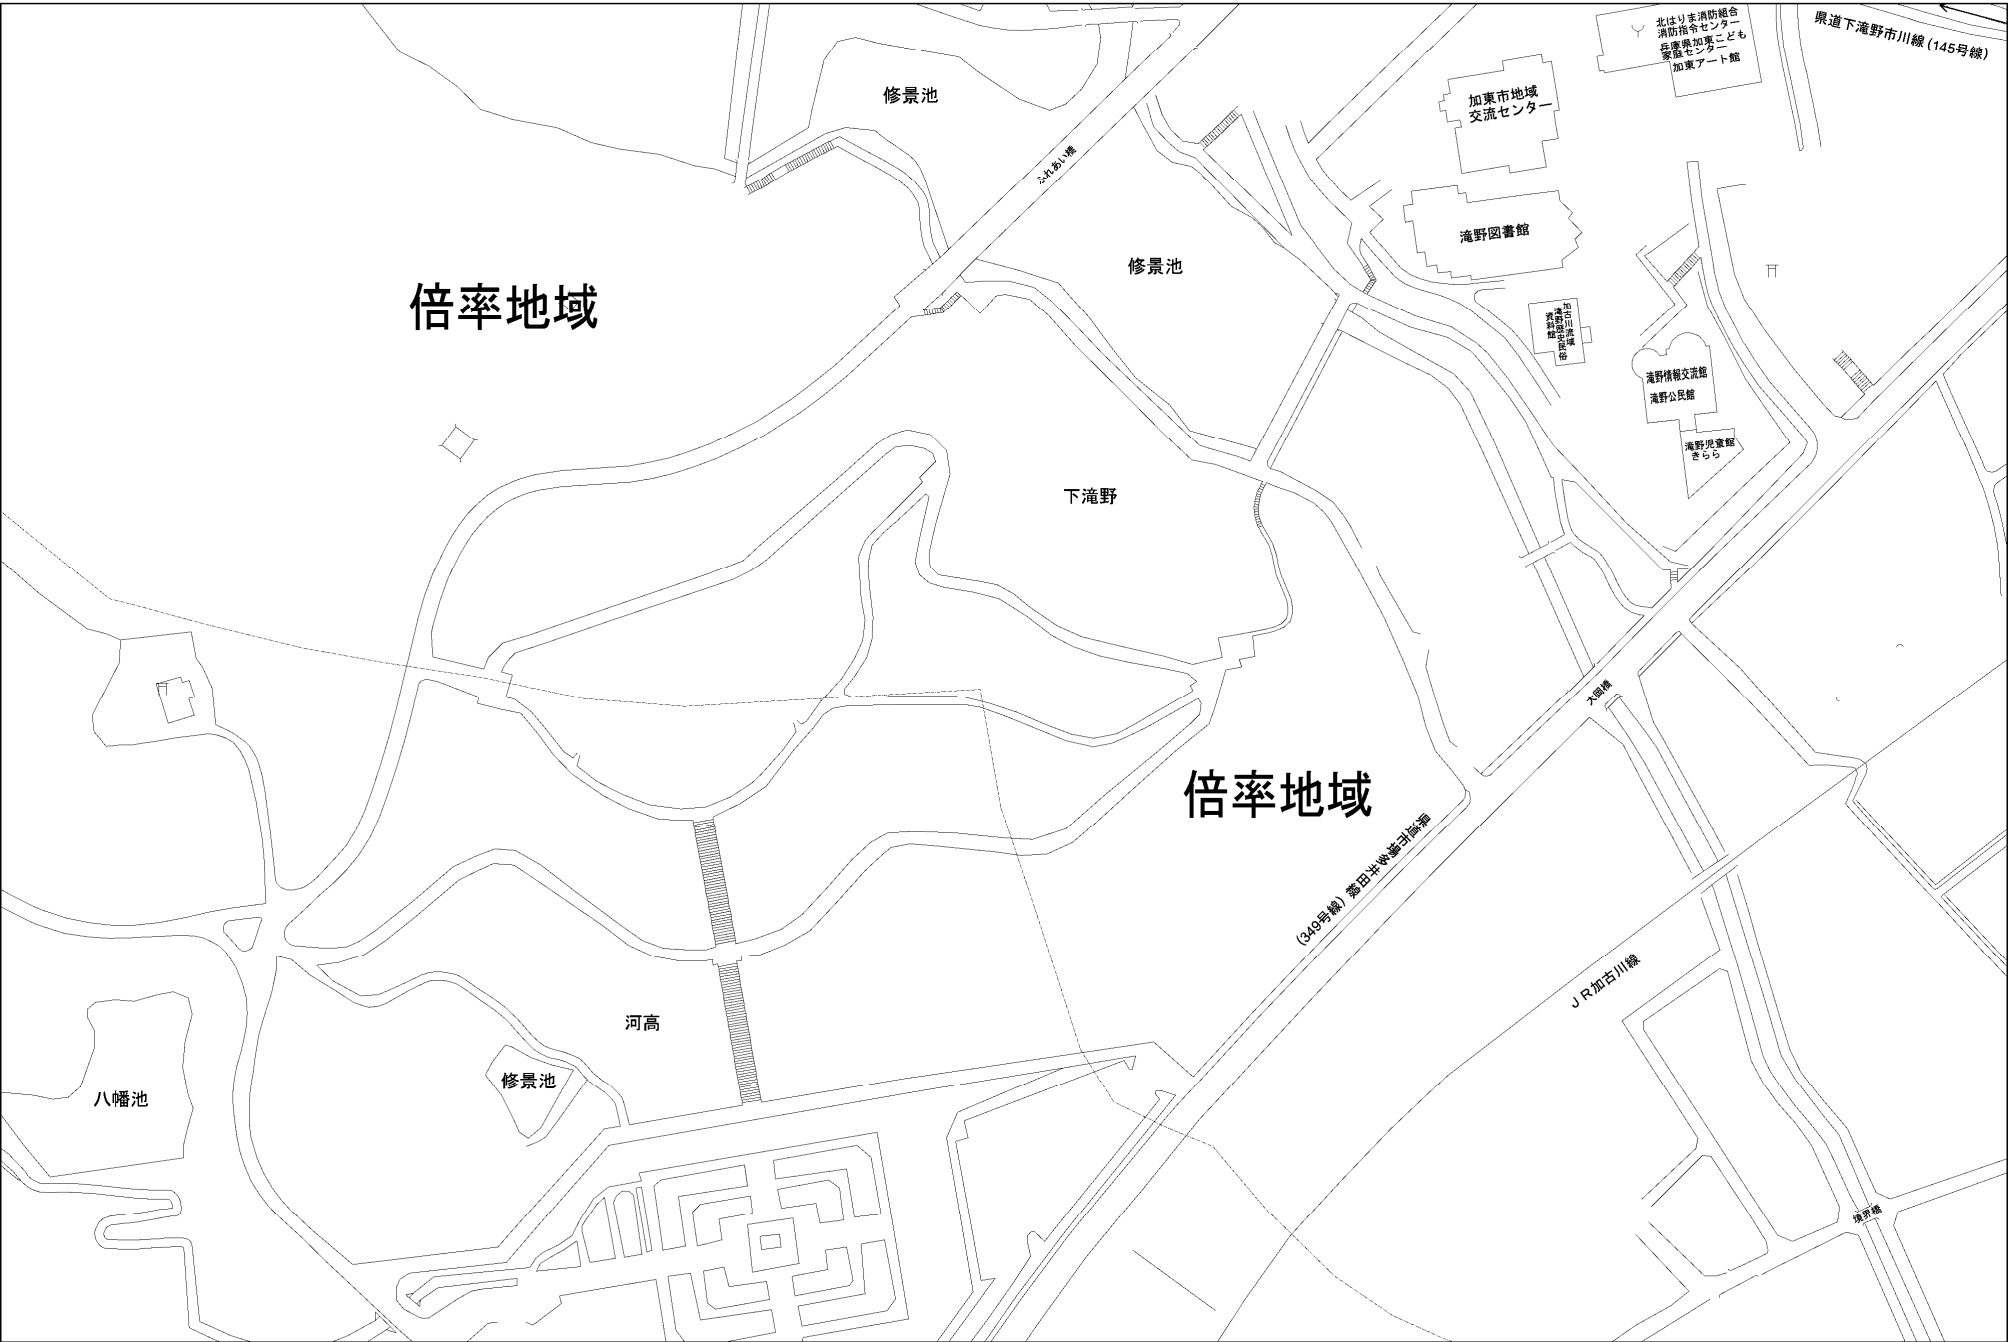 北はりま消防組合
消防指令センター
兵庫県加東こども
家庭センター
加東アート館
県道下滝野市川線(145号線)
修景池
加東市地域
交流センター
ふれあい橋
滝野図書館
修景池
倍率地域
加古川流域
滝野歴史民俗
資料館
滝野情報交流館
滝野公民館
滝野児童館
きらら
下滝野
大岡橋
倍率地域
県道市場多井田線(349号線)
JR加古川線
河高
修景池
八幡池
境界橋